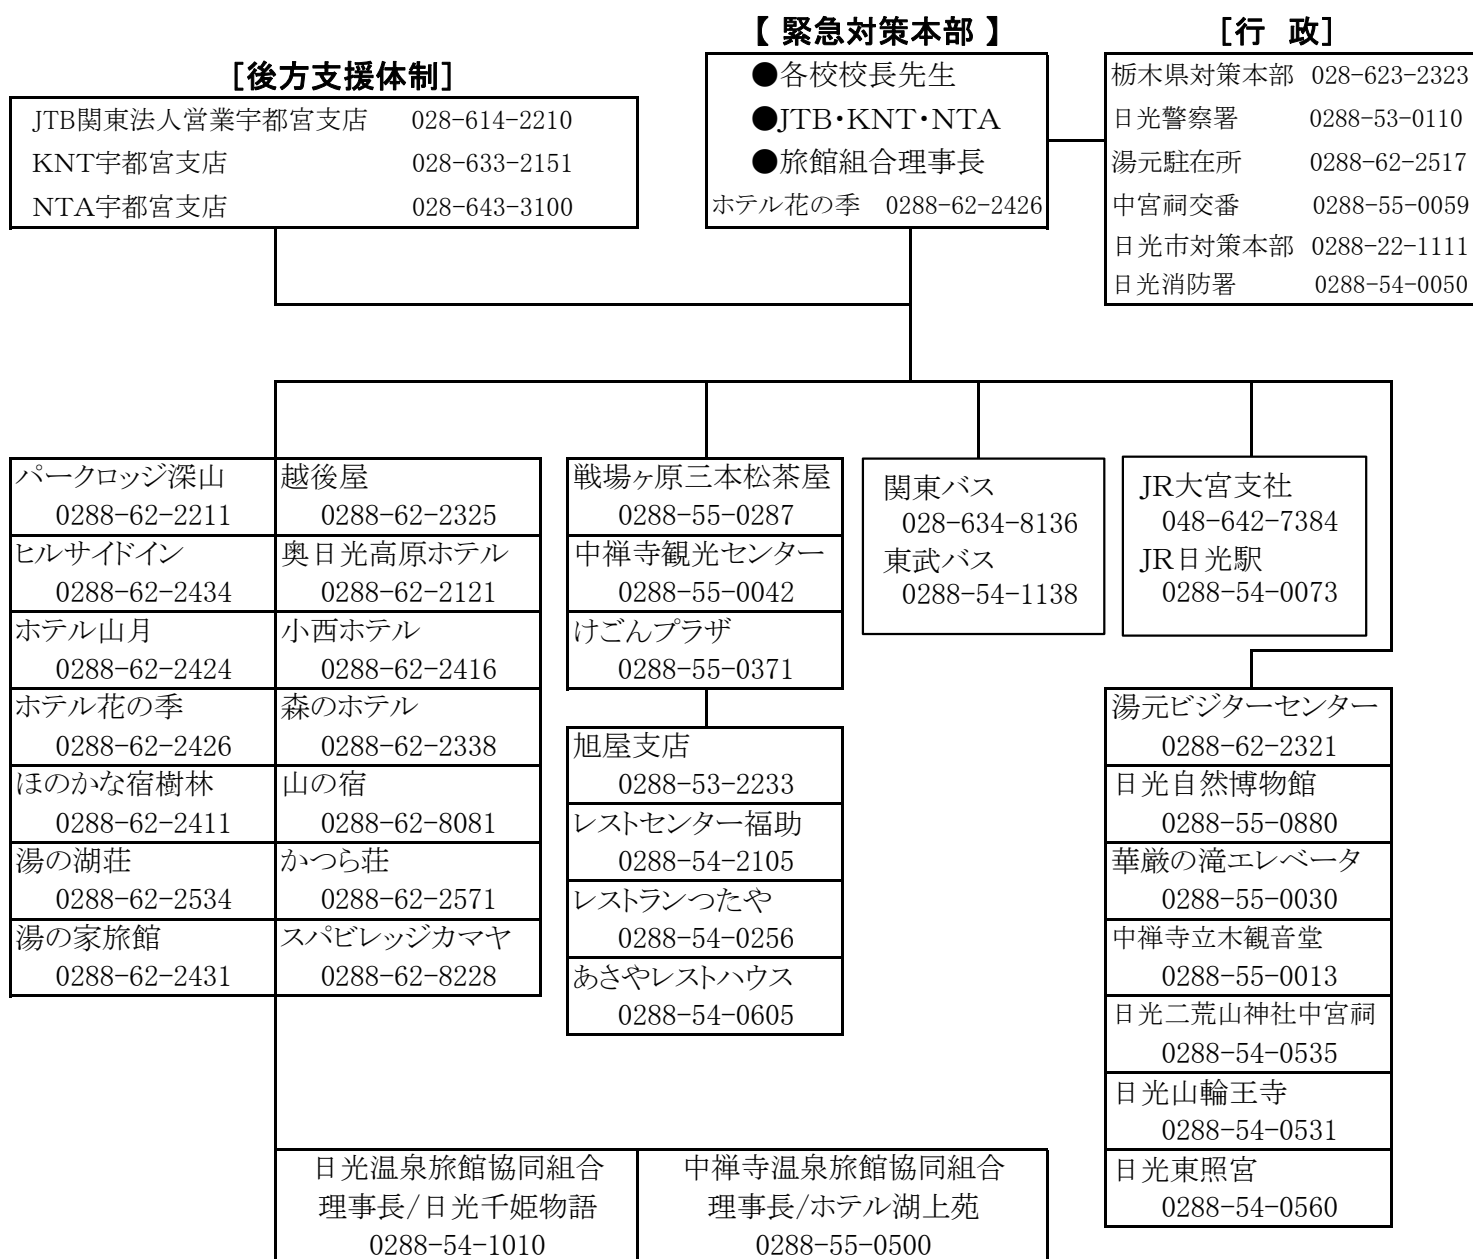 [後方支援体制]
JTB関東法人営業宇都宮支店 028-614-2210
KNT宇都宮支店 028-633-2151
NTA宇都宮支店 028-643-3100
【 緊急対策本部 】
●各校校長先生
●JTB・KNT・NTA
●旅館組合理事長
ホテル花の季 0288-62-2426
[行 政]
栃木県対策本部 028-623-2323
日光警察署 0288-53-0110
湯元駐在所 0288-62-2517
中宮祠交番 0288-55-0059
日光市対策本部 0288-22-1111
日光消防署 0288-54-0050
パークロッジ深山
0288-62-2211
ヒルサイドイン
0288-62-2434
ホテル山月
0288-62-2424
ホテル花の季
0288-62-2426
ほのかな宿樹林
0288-62-2411
湯の湖荘
0288-62-2534
湯の家旅館
0288-62-2431
越後屋
0288-62-2325
奥日光高原ホテル
0288-62-2121
小西ホテル
0288-62-2416
森のホテル
0288-62-2338
山の宿
0288-62-8081
かつら荘
0288-62-2571
スパビレッジカマヤ
0288-62-8228
戦場ヶ原三本松茶屋
0288-55-0287
中禅寺観光センター
0288-55-0042
けごんプラザ
0288-55-0371
旭屋支店
0288-53-2233
レストセンター福助
0288-54-2105
レストランつたや
0288-54-0256
あさやレストハウス
0288-54-0605
関東バス
028-634-8136
東武バス
0288-54-1138
JR大宮支社
048-642-7384
JR日光駅
0288-54-0073
湯元ビジターセンター
0288-62-2321
日光自然博物館
0288-55-0880
華厳の滝エレベータ
0288-55-0030
中禅寺立木観音堂
0288-55-0013
日光二荒山神社中宮祠
0288-54-0535
日光山輪王寺
0288-54-0531
日光東照宮
0288-54-0560
日光温泉旅館協同組合
理事長/日光千姫物語
0288-54-1010
中禅寺温泉旅館協同組合
理事長/ホテル湖上苑
0288-55-0500